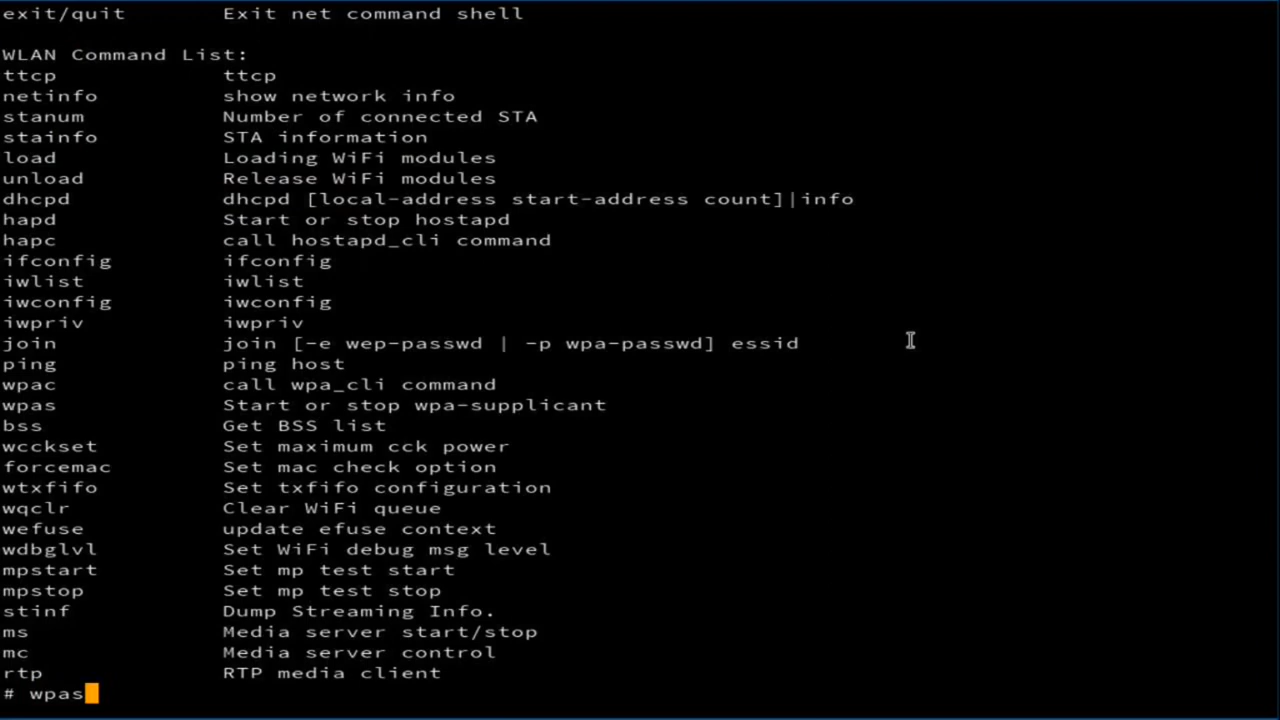 exit/quit Exit net command shell
WLAN Command List:
ttcp ttcp
netinfo show network info
stanum Number of connected STA
stainfo STA information
load Loading WiFi modules
unload Release WiFi modules
dhcpd dhcpd [local-address start-address count]|info
hapd Start or stop hostapd
hapc call hostapd_cli command
ifconfig ifconfig
iwlist iwlist
iwconfig iwconfig
iwpriv iwpriv
join join [-e wep-passwd | -p wpa-passwd] essid
ping ping host
wpac call wpa_cli command
wpas Start or stop wpa-supplicant
bss Get BSS list
wcckset Set maximum cck power
forcemac Set mac check option
wtxfifo Set txfifo configuration
wqclr Clear WiFi queue
wefuse update efuse context
wdbglvl Set WiFi debug msg level
mpstart Set mp test start
mpstop Set mp test stop
stinf Dump Streaming Info.
ms Media server start/stop
mc Media server control
rtp RTP media client
# wpas